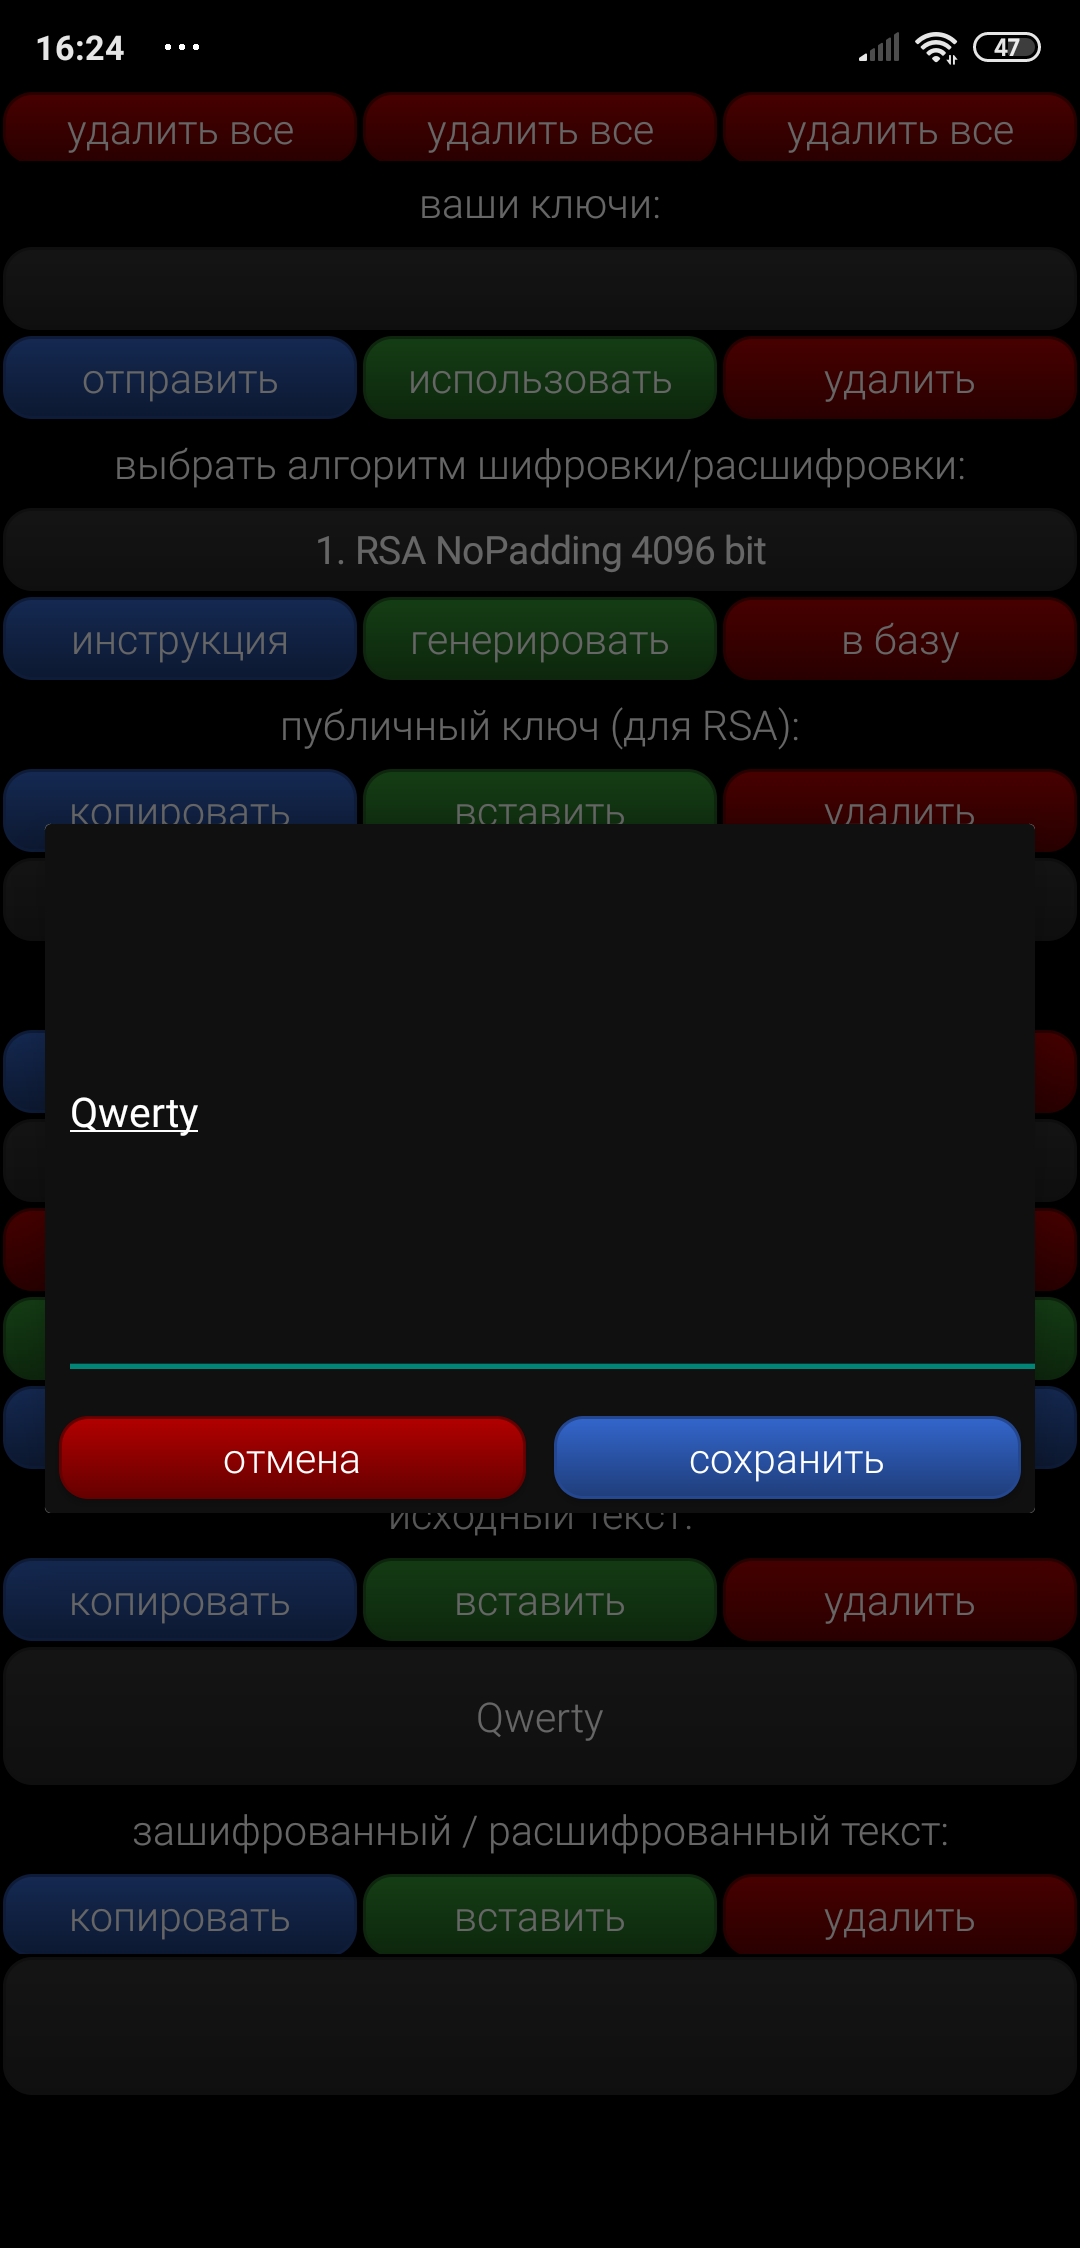 16:24 ... 47
удалить все удалить все удалить все
ваши ключи:
отправить использовать удалить
выбрать алгоритм шифровки/расшифровки:
1. RSA NoPadding 4096 bit
инструкция генерировать в базу
публичный ключ (для RSA):
копировать вставить удалить
Qwerty
отмена сохранить
исходный текст:
копировать вставить удалить
Qwerty
зашифрованный / расшифрованный текст:
копировать вставить удалить